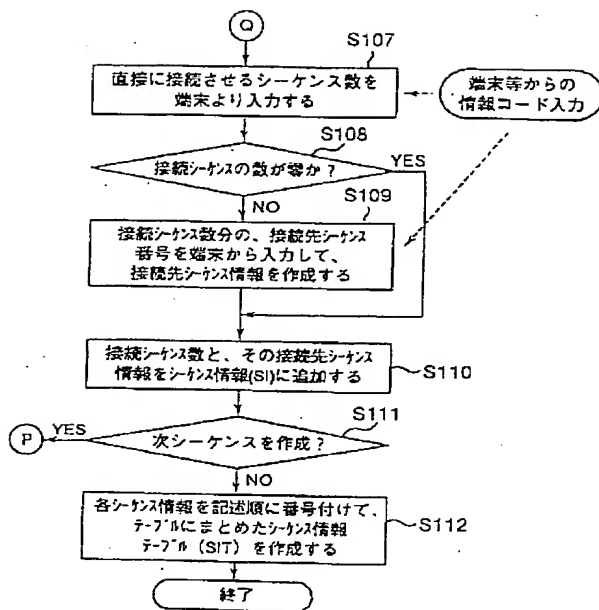 Q
S107
直接に接続させるシーケンス数を
端末より入力する
端末等からの
情報コード入力
S108
接続シーケンスの数が零か？
YES
NO
S109
接続シーケンス数分の、接続先シーケンス
番号を端末から入力して、
接続先シーケンス情報を作成する
接続シーケンス数と、その接続先シーケンス
情報をシーケンス情報(SI)に追加する
S110
S111
P
YES
次シーケンスを作成？
NO
各シーケンス情報を記述順に番号付けて、
テーブルにまとめたシーケンス情報
テーブル（SIT）を作成する
S112
終了